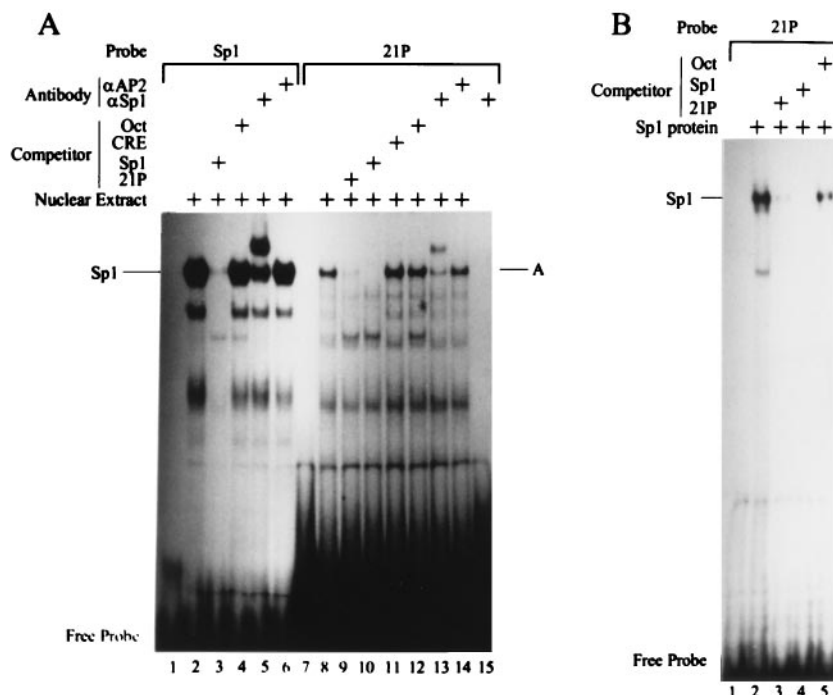 A
Probe Sp1 21P
Antibody αAP2 +
αSp1 + + +
Oct + +
Competitor CRE +
Sp1 + +
21P +
Nuclear Extract + + + + + + + + + + + +
Sp1
A
Free Probe
1 2 3 4 5 6 7 8 9 10 11 12 13 14 15
B
Probe 21P
Oct +
Competitor Sp1 +
21P +
Sp1 protein + + + +
Sp1
Free Probe
1 2 3 4 5